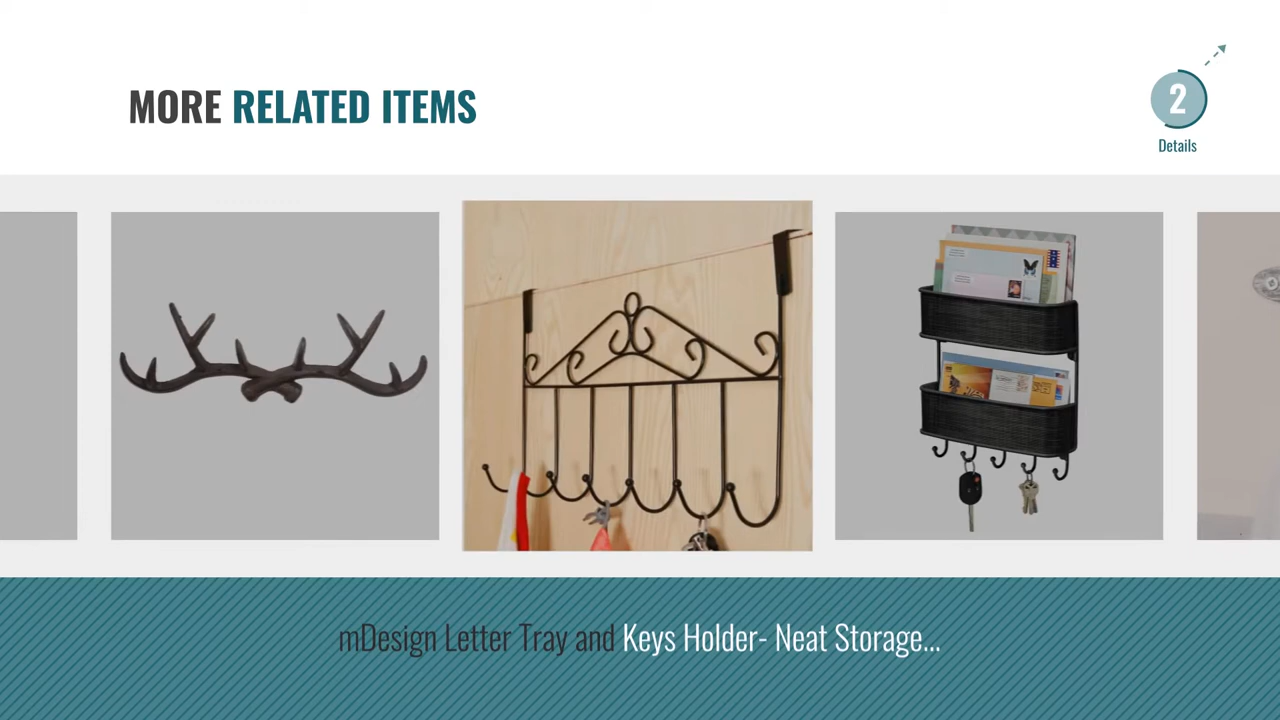 MORE RELATED ITEMS
2
Details
mDesign Letter Tray and Keys Holder- Neat Storage...